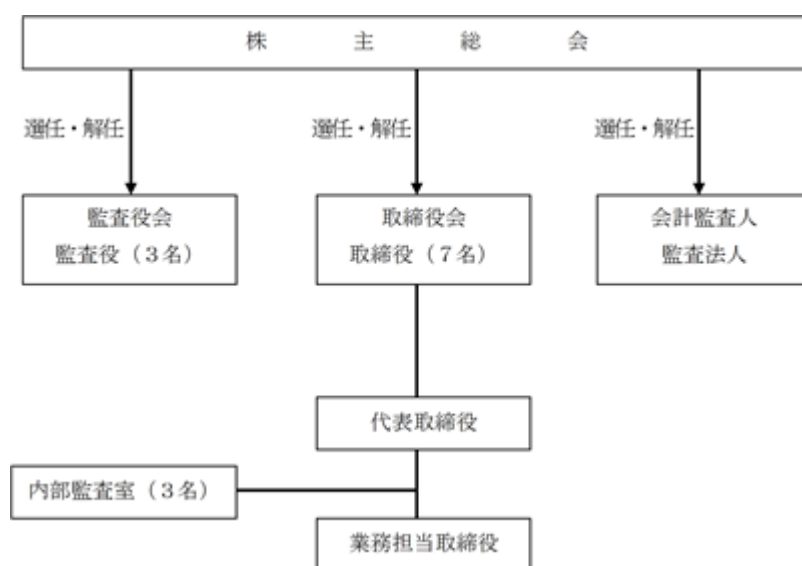 株主総会
選任・解任
選任・解任
選任・解任
監査役会
監査役（３名）
取締役会
取締役（７名）
会計監査人
監査法人
代表取締役
内部監査室（３名）
業務担当取締役